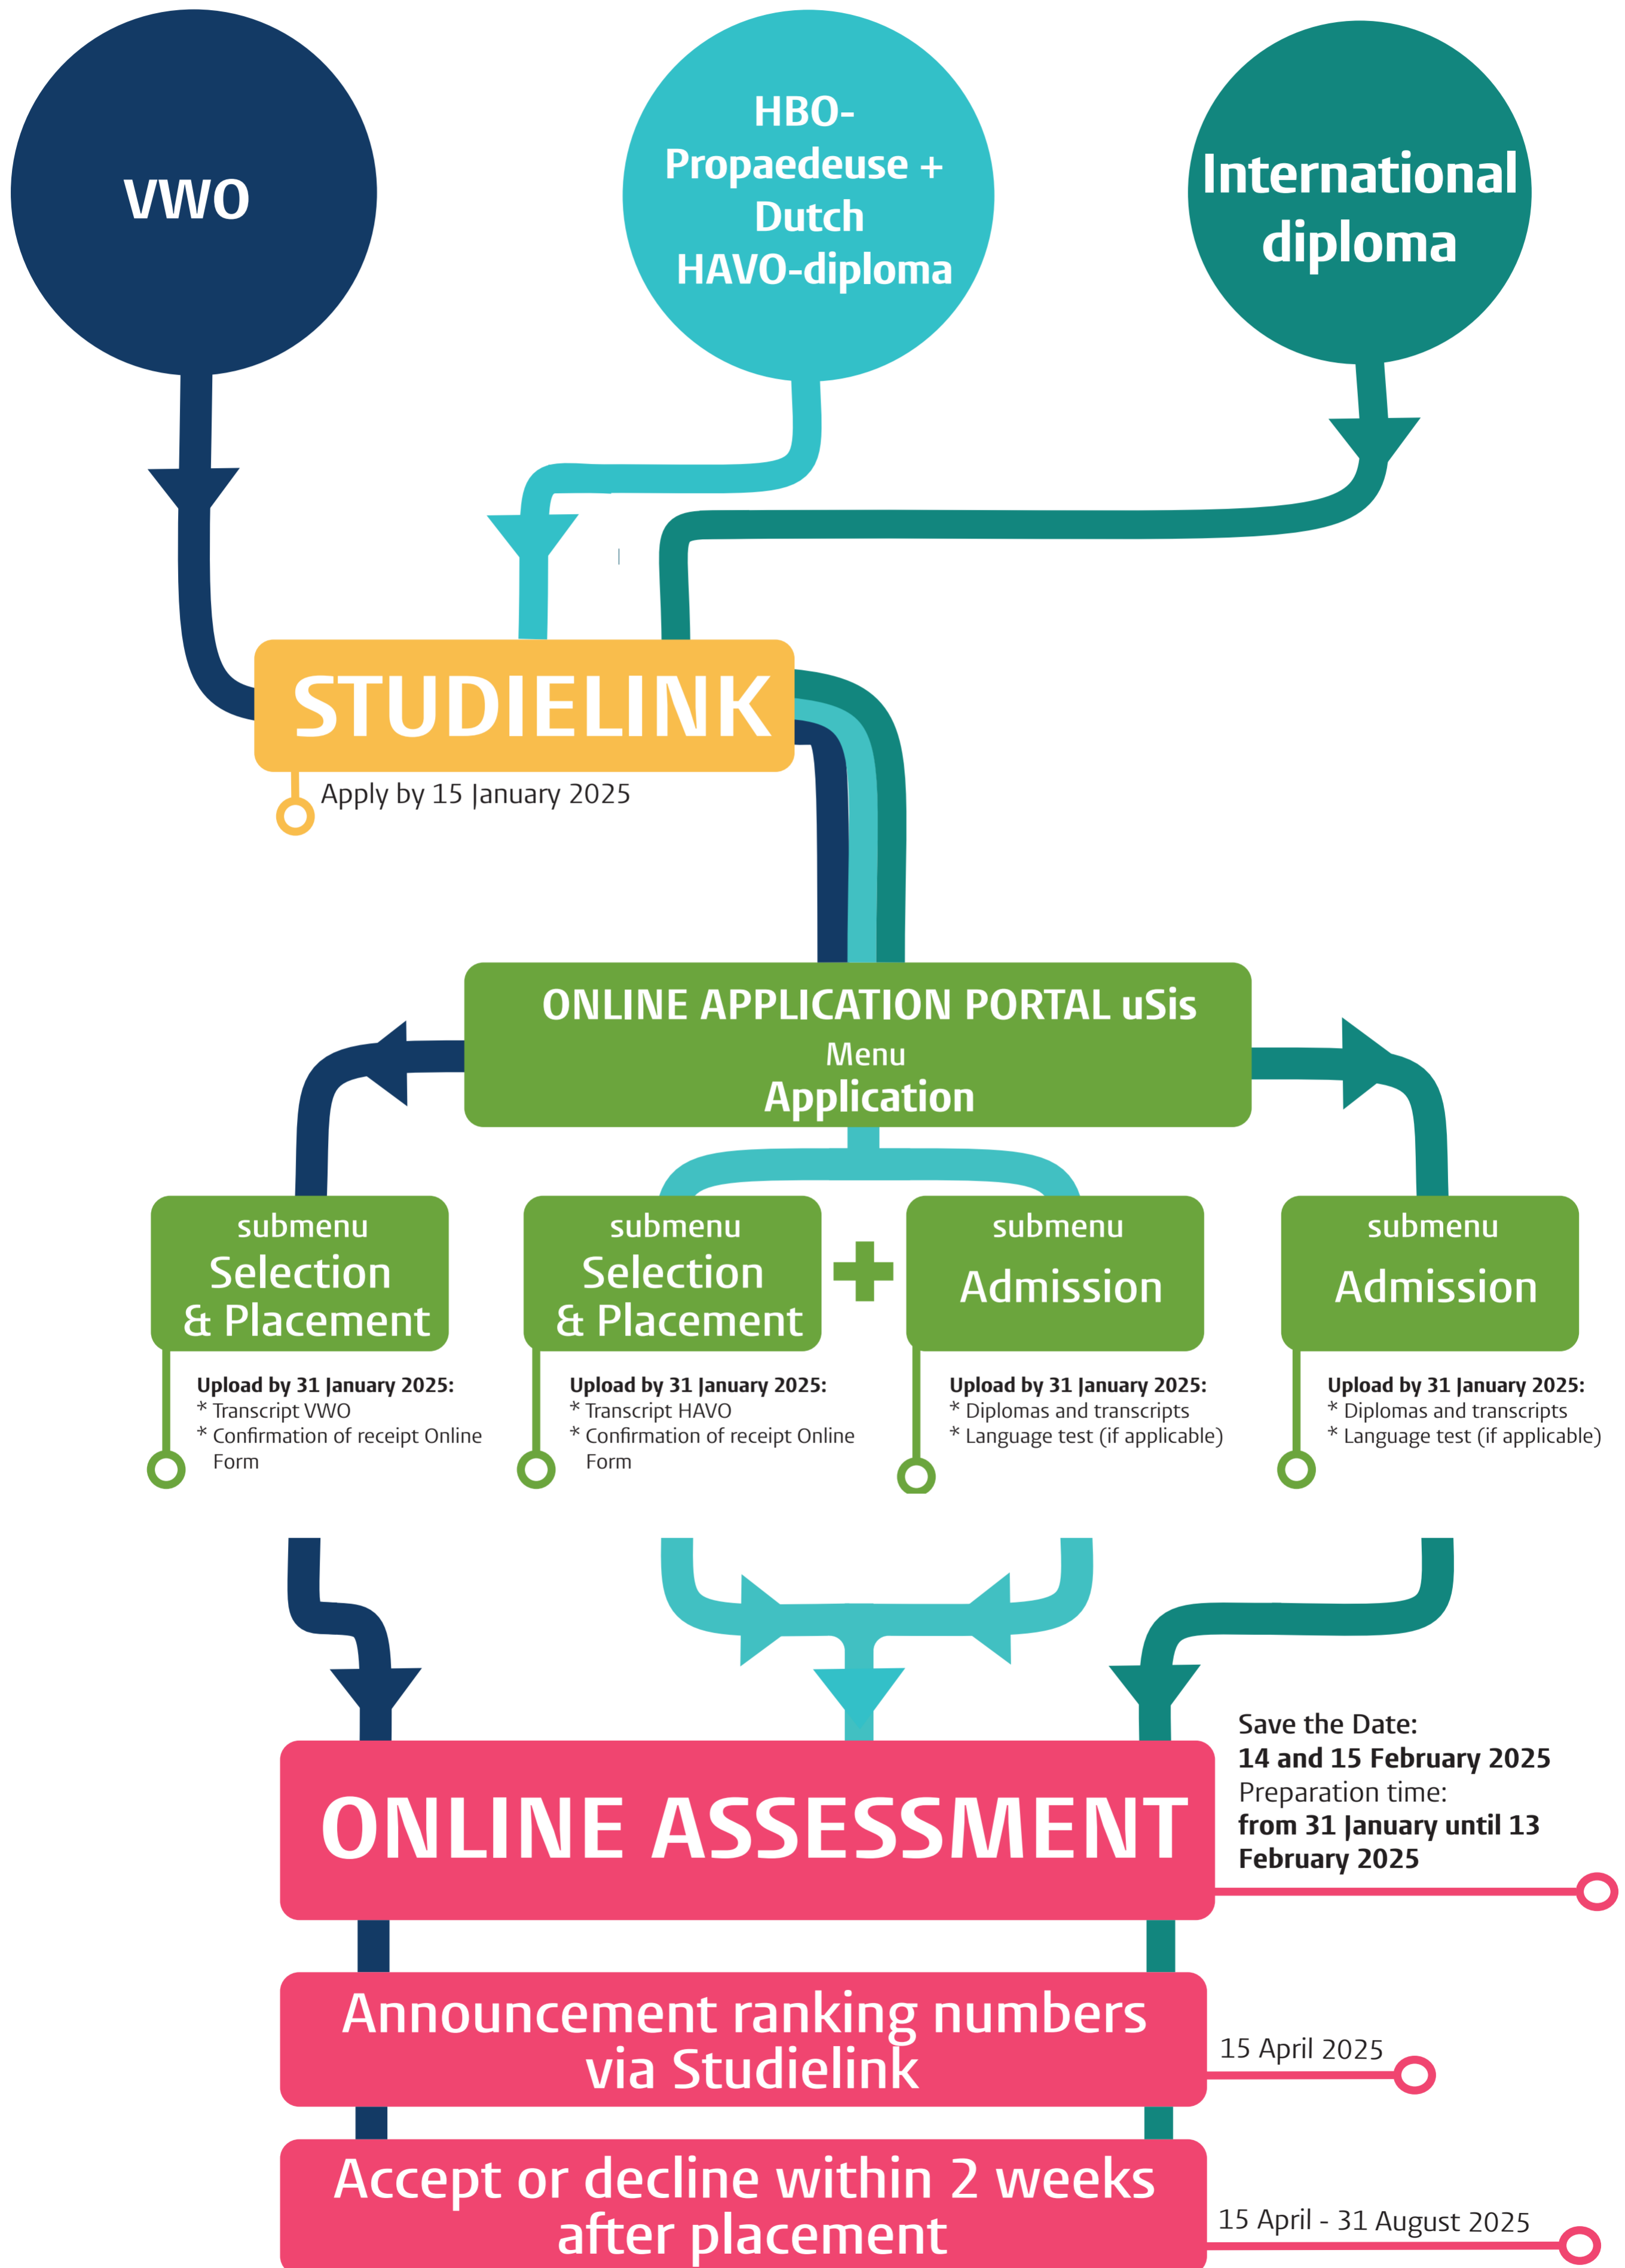 VWO
HBO-
Propaedeuse +
Dutch
HAVO-diploma
International
diploma
STUDIELINK
Apply by 15 January 2025
ONLINE APPLICATION PORTAL uSis
Menu
Application
submenu
Selection
& Placement
Upload by 31 January 2025:
* Transcript VWO
* Confirmation of receipt Online
Form
submenu
Selection
& Placement
Upload by 31 January 2025:
* Transcript HAVO
* Confirmation of receipt Online
Form
submenu
Admission
Upload by 31 January 2025:
* Diplomas and transcripts
* Language test (if applicable)
submenu
Admission
Upload by 31 January 2025:
* Diplomas and transcripts
* Language test (if applicable)
ONLINE ASSESSMENT
Save the Date:
14 and 15 February 2025
Preparation time:
from 31 January until 13
February 2025
Announcement ranking numbers
via Studielink
15 April 2025
Accept or decline within 2 weeks
after placement
15 April - 31 August 2025